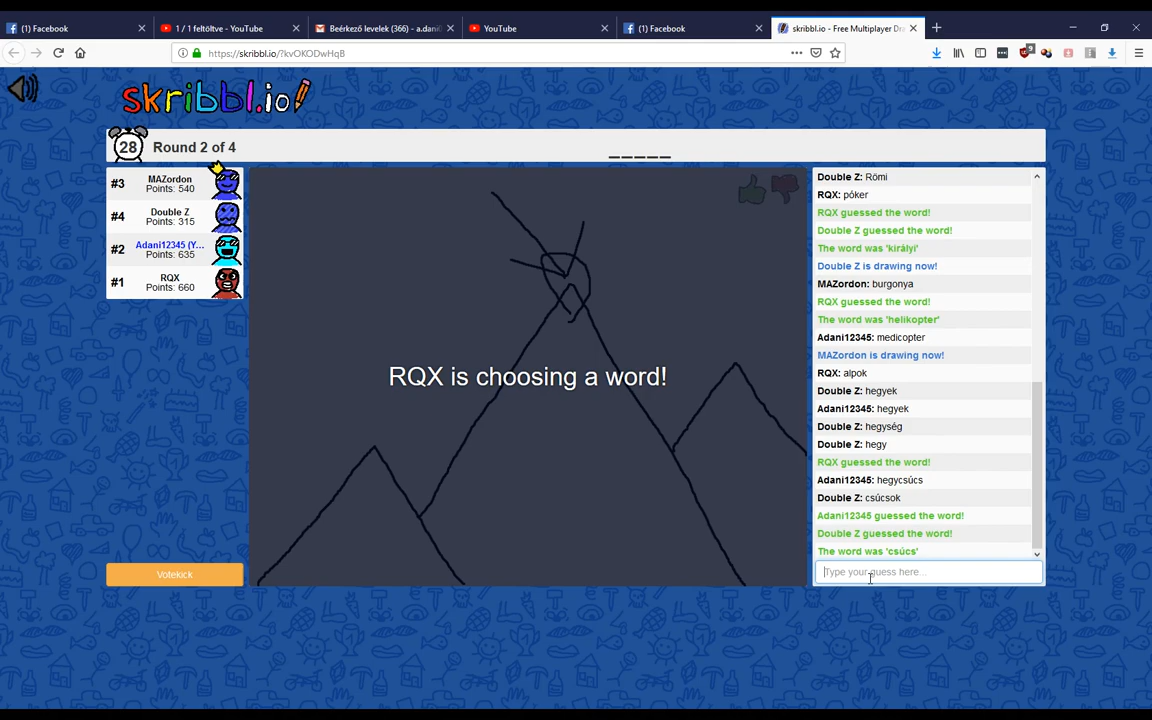 (1) Facebook
1 / 1 feltöltve - YouTube
Beérkező levelek (366) – a.dani
YouTube
(1) Facebook
skribbl.io - Free Multiplayer Dra
https://skribbl.io/?kvOKODwHqB
9
skribbl.io
28
Round 2 of 4
_____
#3
MAZordon
Points: 540
#4
Double Z
Points: 315
#2
Adani12345 (Y...
Points: 635
#1
RQX
Points: 660
RQX is choosing a word!
Votekick
Double Z: Römi
RQX: póker
RQX guessed the word!
Double Z guessed the word!
The word was 'királyi'
Double Z is drawing now!
MAZordon: burgonya
RQX guessed the word!
The word was 'helikopter'
Adani12345: medicopter
MAZordon is drawing now!
RQX: alpok
Double Z: hegyek
Adani12345: hegyek
Double Z: hegység
Double Z: hegy
RQX guessed the word!
Adani12345: hegycsúcs
Double Z: csúcsok
Adani12345 guessed the word!
Double Z guessed the word!
The word was 'csúcs'
Type your guess here...